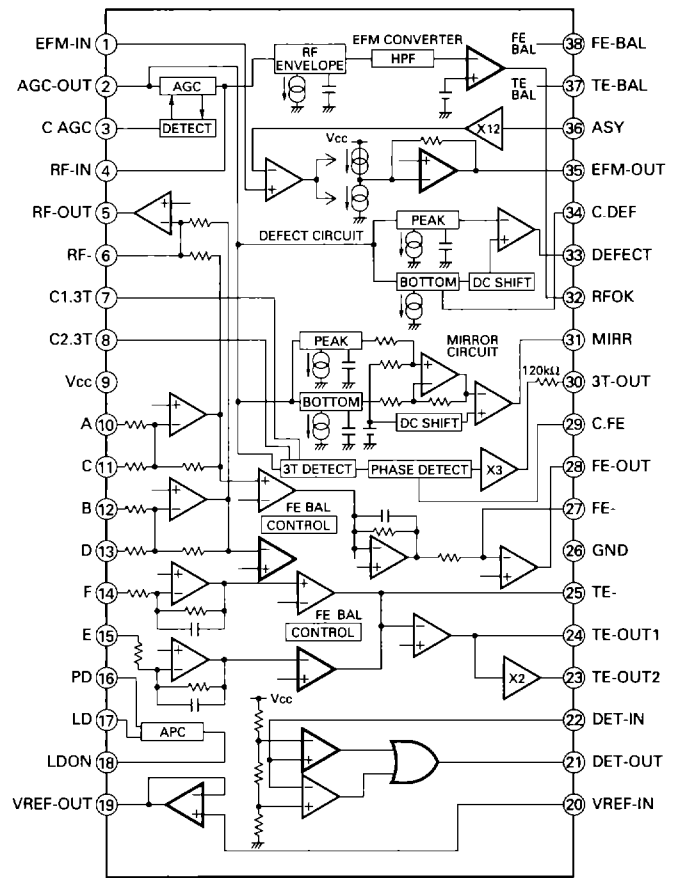 EFM-IN 1
AGC-OUT 2
C AGC 3
RF-IN 4
RF-OUT 5
RF- 6
C1.3T 7
C2.3T 8
Vcc 9
A 10
C 11
B 12
D 13
F 14
E 15
PD 16
LD 17
LDON 18
VREF-OUT 19
AGC
DETECT
RF ENVELOPE
EFM CONVERTER
HPF
FE BAL
TE BAL
X12
Vcc
DEFECT CIRCUIT
PEAK
BOTTOM
DC SHIFT
PEAK
MIRROR CIRCUIT
BOTTOM
DC SHIFT
120kΩ
3T DETECT
PHASE DETECT
X3
FE BAL
CONTROL
FE BAL
CONTROL
X2
APC
Vcc
38 FE-BAL
37 TE-BAL
36 ASY
35 EFM-OUT
34 C.DEF
33 DEFECT
32 RFOK
31 MIRR
30 3T-OUT
29 C.FE
28 FE-OUT
27 FE-
26 GND
25 TE-
24 TE-OUT1
23 TE-OUT2
22 DET-IN
21 DET-OUT
20 VREF-IN